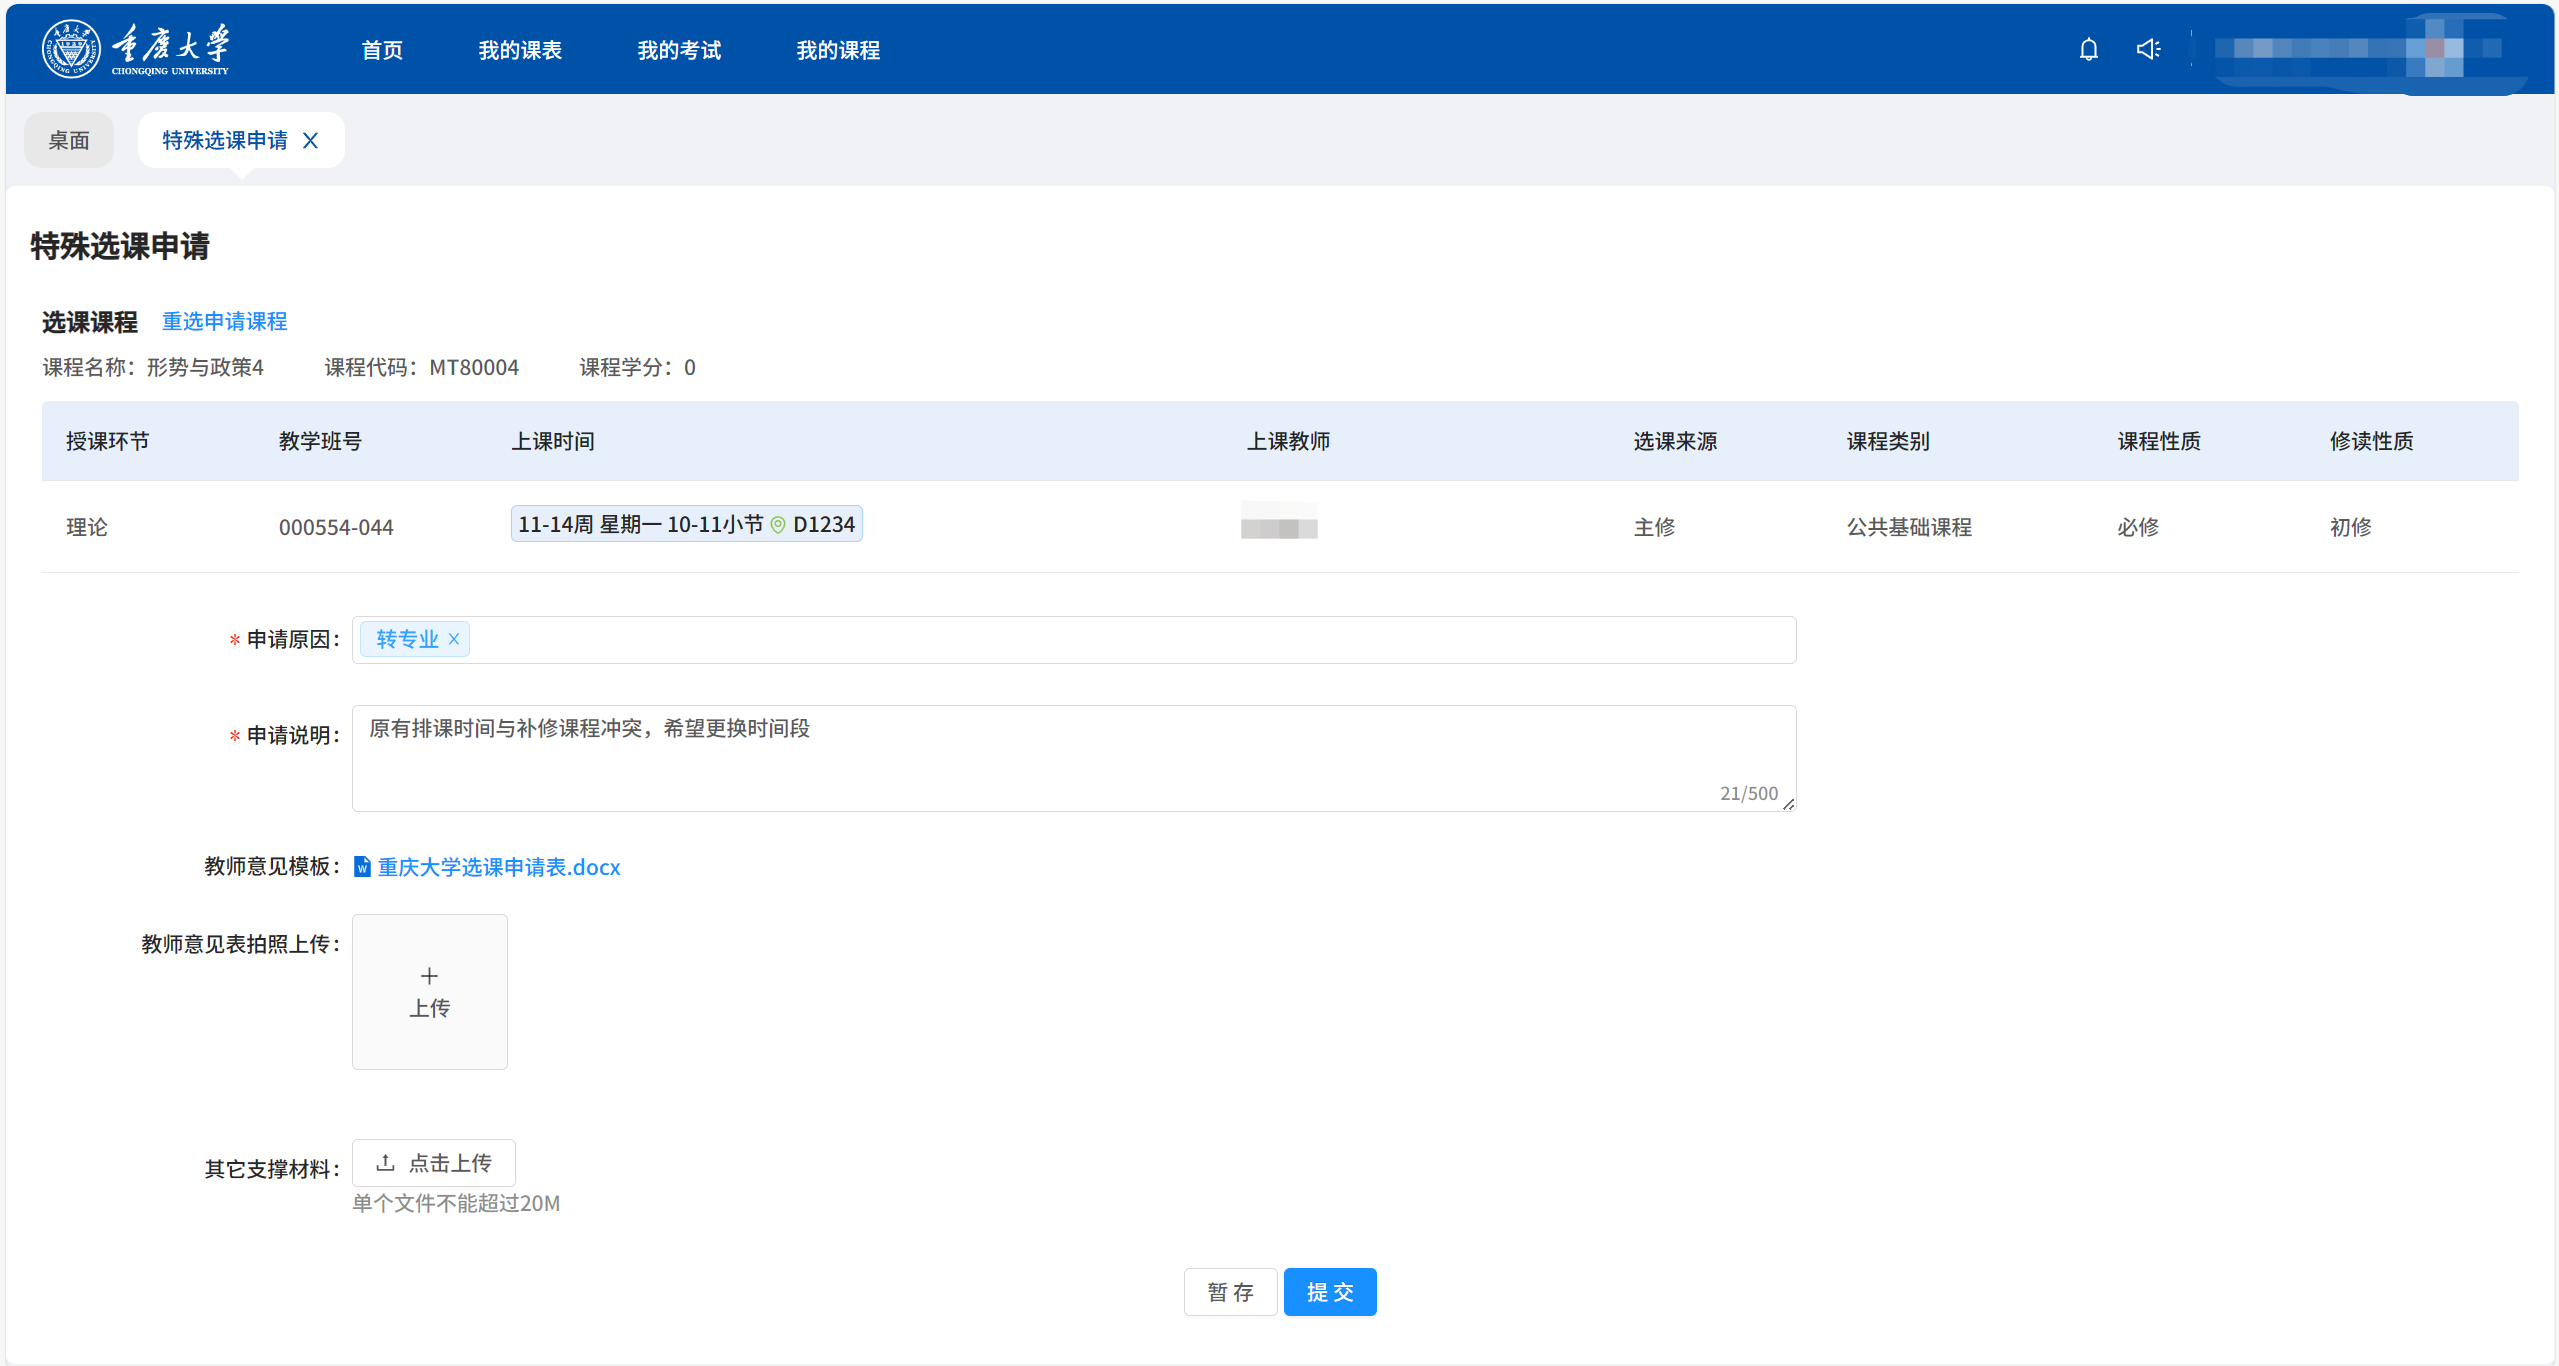 重庆大学
CHONGQING UNIVERSITY
首页 我的课表 我的考试 我的课程
桌面 特殊选课申请 X
特殊选课申请
选课课程 重选申请课程
课程名称：形势与政策4 课程代码：MT80004 课程学分：0
授课环节 教学班号 上课时间 上课教师 选课来源 课程类别 课程性质 修读性质
理论 000554-044 11-14周 星期一 10-11小节 D1234 主修 公共基础课程 必修 初修
* 申请原因： 转专业 ×
* 申请说明： 原有排课时间与补修课程冲突，希望更换时间段
21/500
教师意见模板： 重庆大学选课申请表.docx
教师意见表拍照上传：
+
上传
其它支撑材料： 点击上传
单个文件不能超过20M
暂存 提交